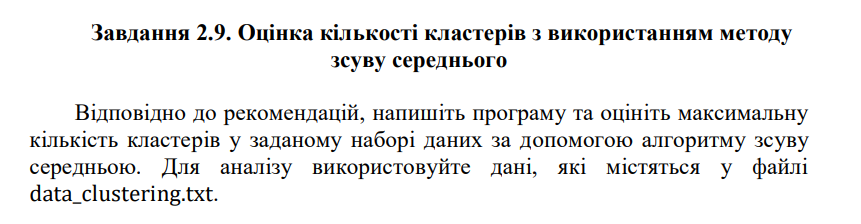 Завдання 2.9. Оцінка кількості кластерів з використанням методу
зсуву середнього
Відповідно до рекомендацій, напишіть програму та оцініть максимальну
кількість кластерів у заданому наборі даних за допомогою алгоритму зсуву
середньою. Для аналізу використовуйте дані, які містяться у файлі
data_clustering.txt.